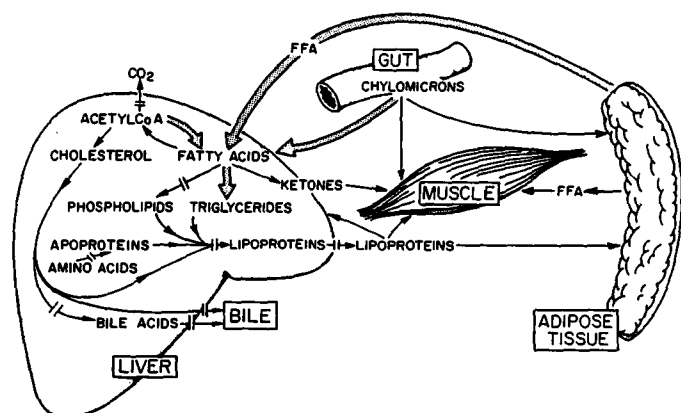 FFA
GUT
CO2
CHYLOMICRONS
ACETYLCoA
CHOLESTEROL
FATTY ACIDS
KETONES
MUSCLE
FFA
PHOSPHOLIPIDS
TRIGLYCERIDES
APOPROTEINS
LIPOPROTEINS
LIPOPROTEINS
AMINO ACIDS
BILE ACIDS
BILE
ADIPOSE
TISSUE
LIVER